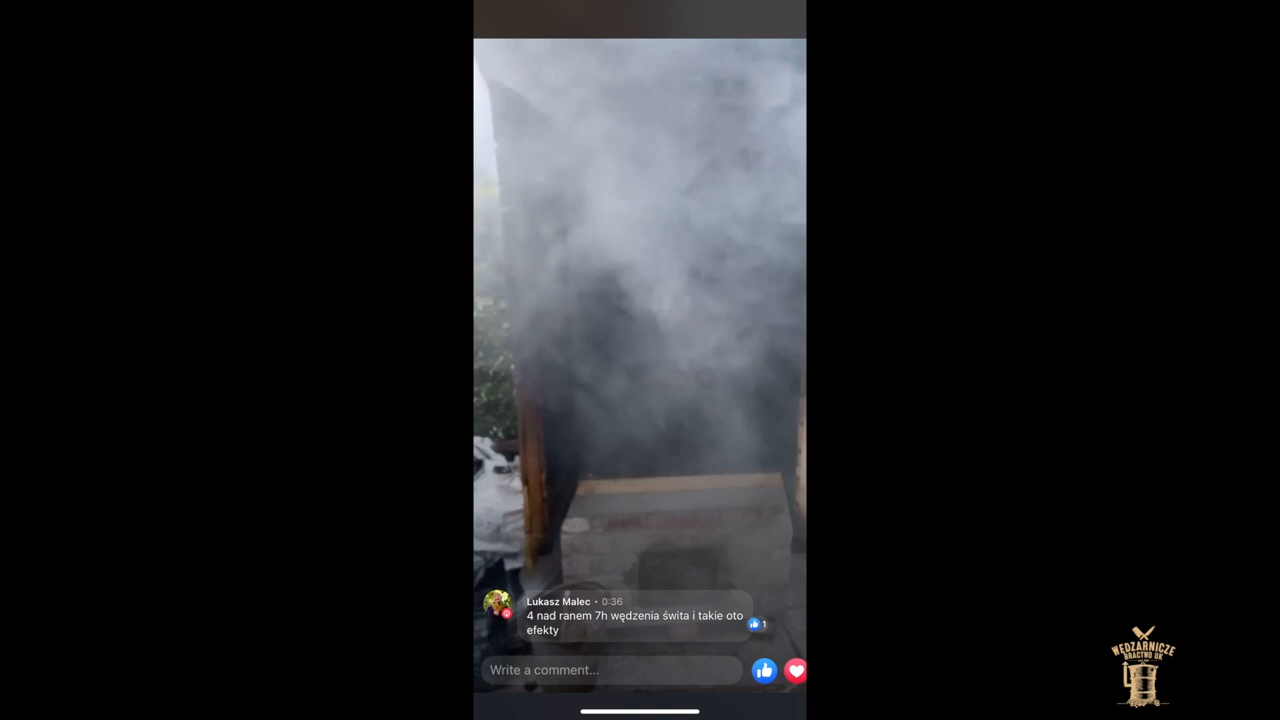 Lukasz Malec • 0:36
4 nad ranem 7h wędzenia świta i takie oto
efekty
1
Write a comment...
WĘDZARNICZE
BRACTWO UK